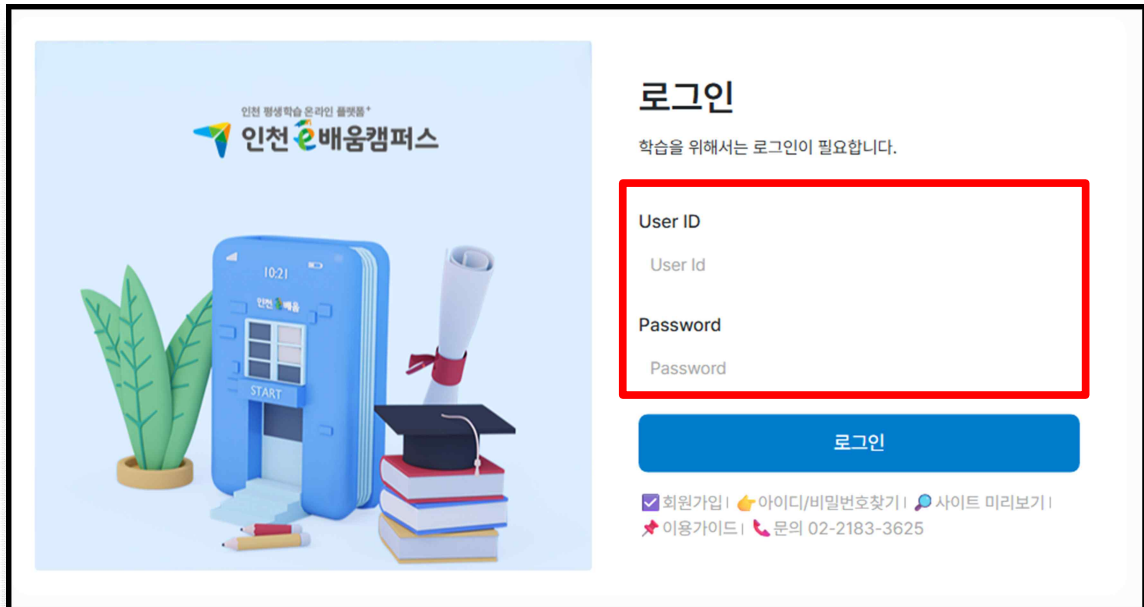 인천 평생학습 온라인 플랫폼+
인천 e배움캠퍼스
10:21
인천 e배움
START
로그인
학습을 위해서는 로그인이 필요합니다.
User ID
User Id
Password
Password
로그인
회원가입 | 아이디/비밀번호찾기 | 사이트 미리보기 |
이용가이드 | 문의 02-2183-3625